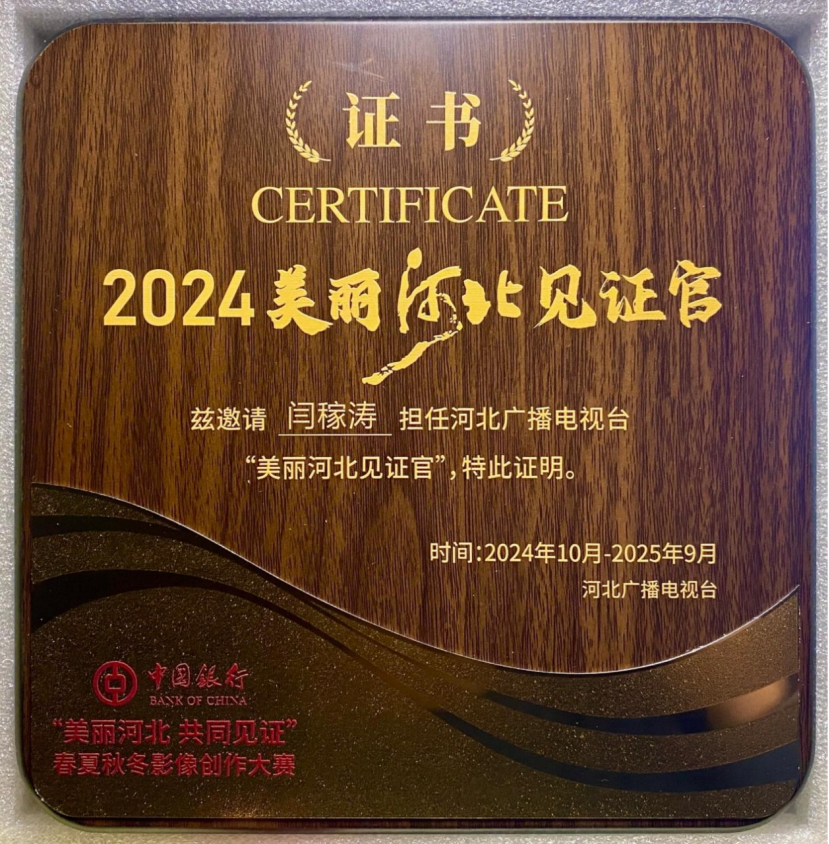 证书
CERTIFICATE
2024美丽河北见证官
兹邀请 闫稼涛 担任河北广播电视台
“美丽河北见证官”，特此证明。
时间：2024年10月-2025年9月
河北广播电视台
中国银行
BANK OF CHINA
“美丽河北 共同见证”
春夏秋冬影像创作大赛